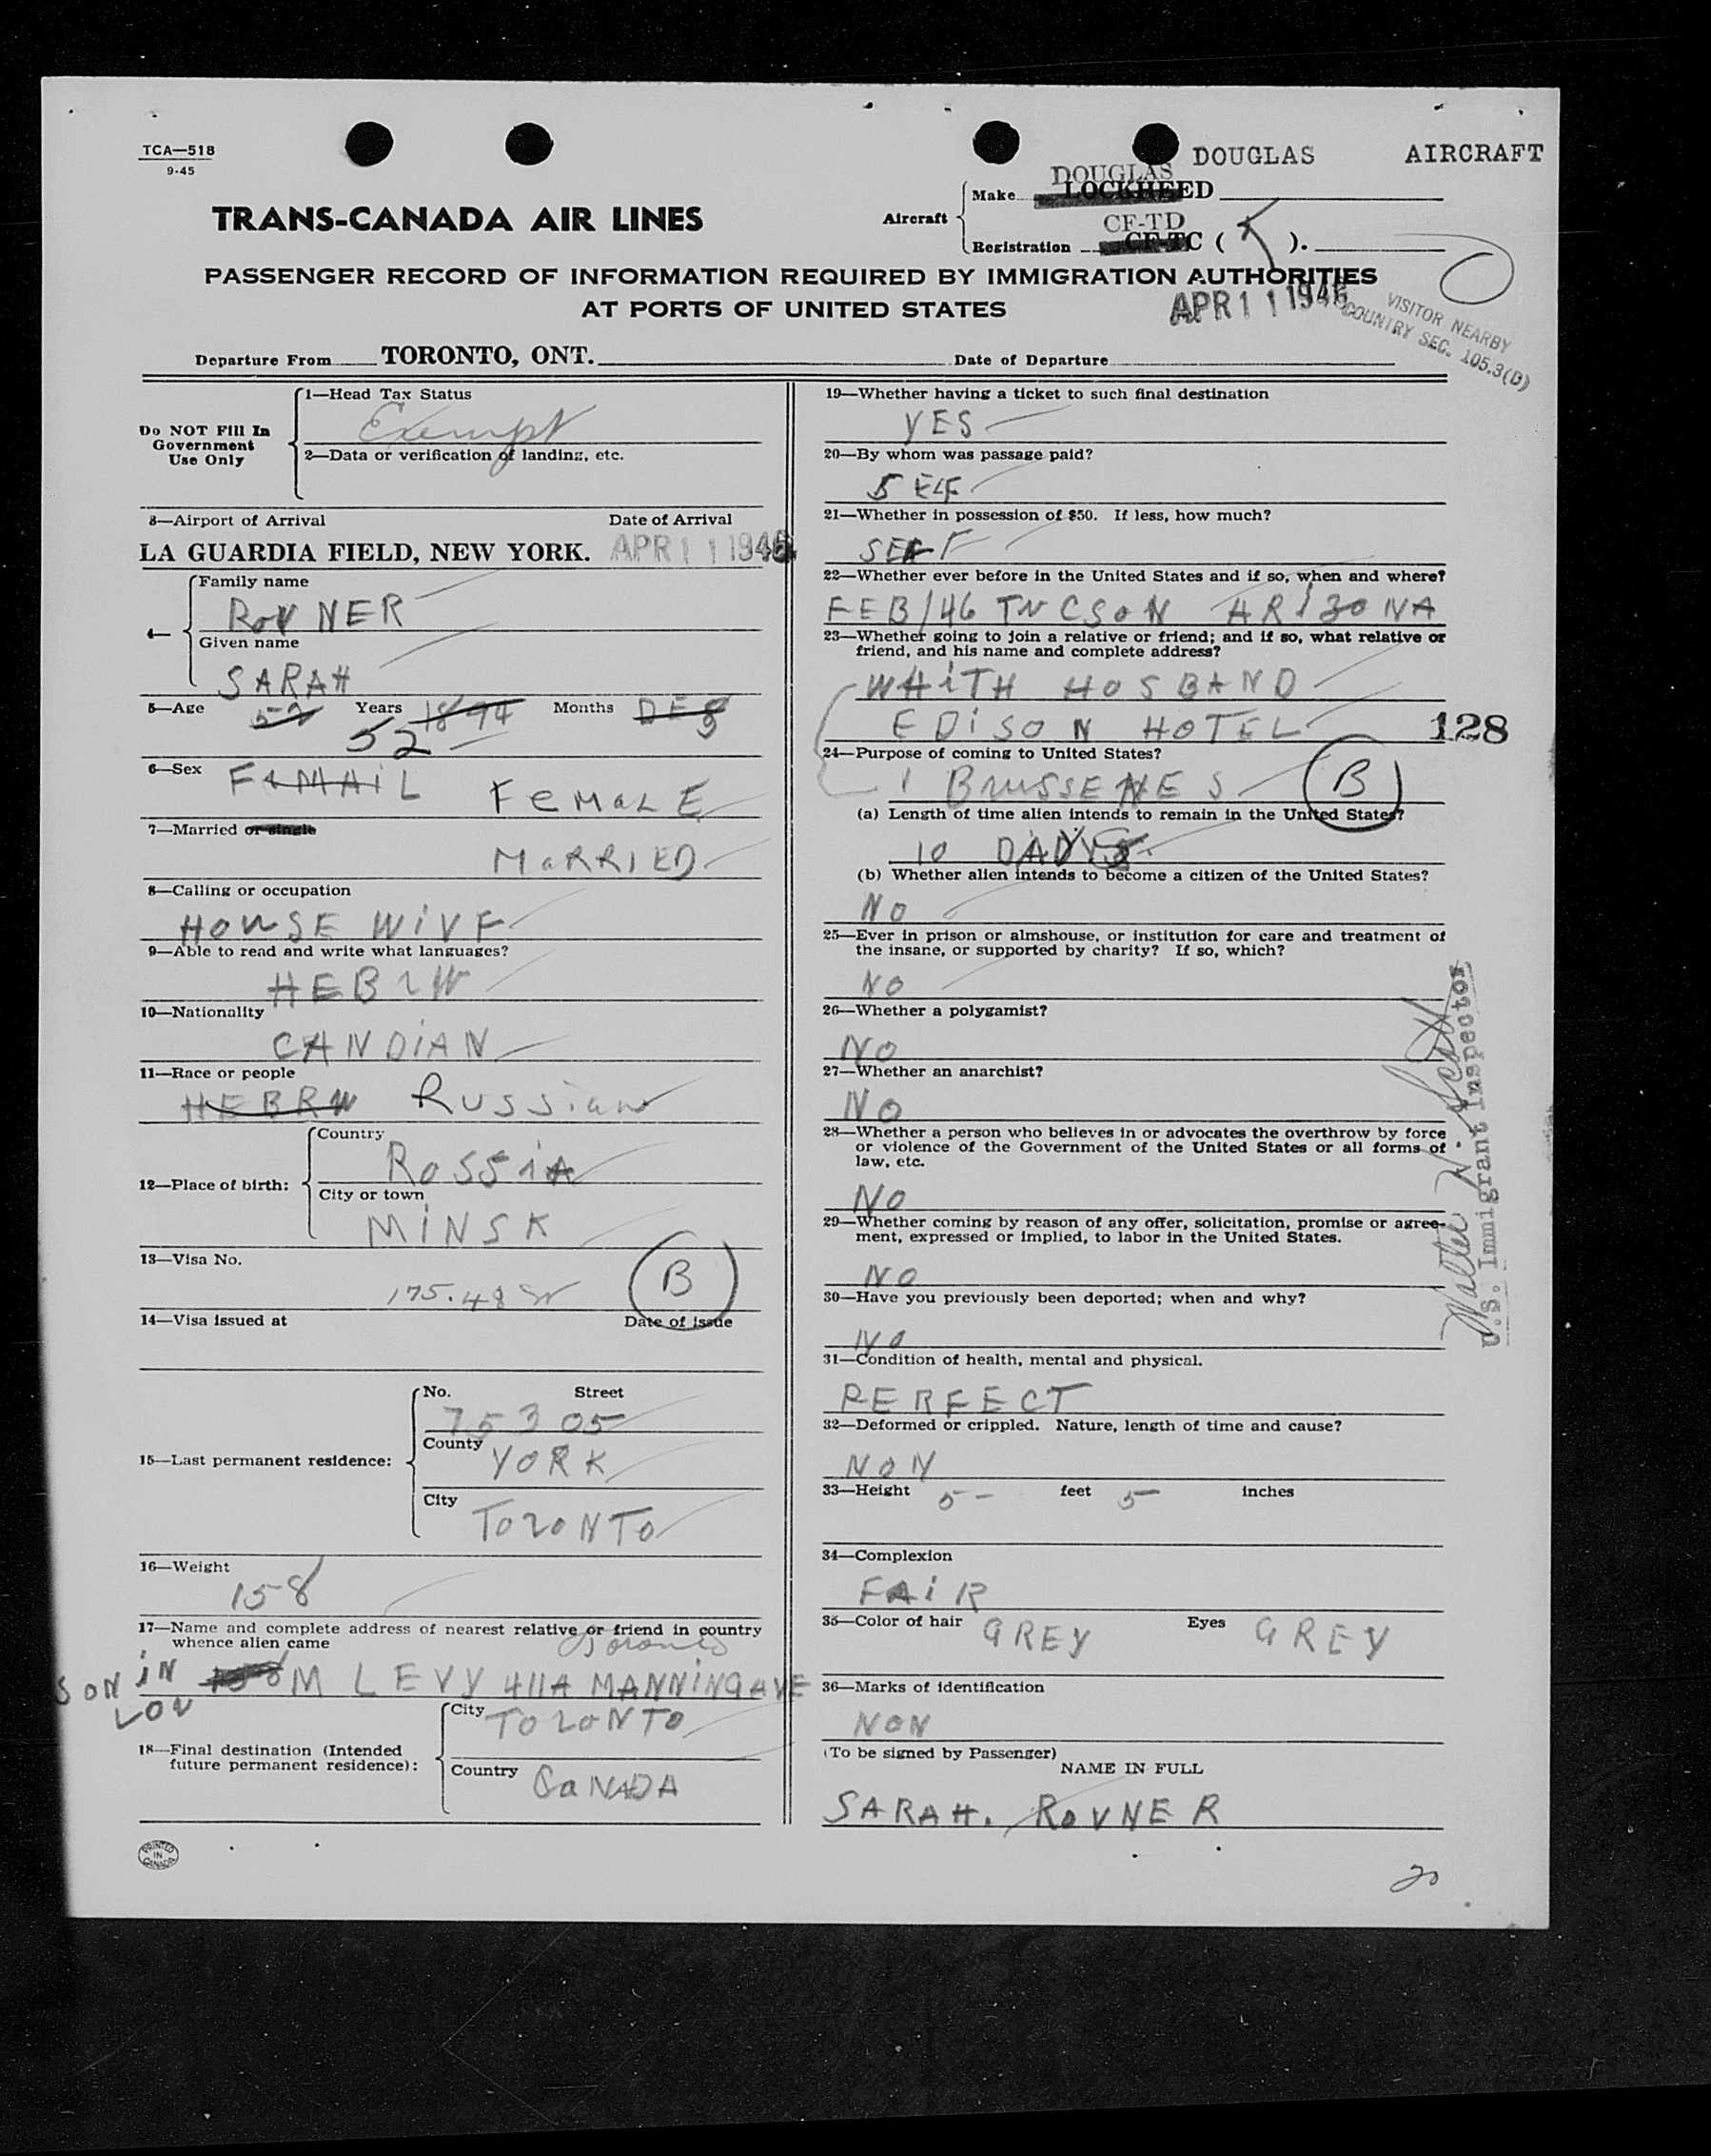 TCA—518
9-45
DOUGLAS AIRCRAFT
DOUGLAS
Aircraft
Make LOCKHEED
TRANS-CANADA AIR LINES
CF-TD
Registration CF-TC ( ).
PASSENGER RECORD OF INFORMATION REQUIRED BY IMMIGRATION AUTHORITIES
AT PORTS OF UNITED STATES
APR 11 1946
VISITOR NEARBY
COUNTRY SEC. 105.3(B)
Departure From TORONTO, ONT. Date of Departure
Do NOT Fill In
Government
Use Only
1—Head Tax Status
Exempt
2—Data or verification of landing, etc.
3—Airport of Arrival Date of Arrival
LA GUARDIA FIELD, NEW YORK. APR 11 1946
4—
Family name
ROVNER
Given name
SARAH
5—Age 52 Years 1894 Months DE
52
6—Sex FAMAIL FeMaLE
7—Married or single
MaRRIED
8—Calling or occupation
HOUSE WIVF
9—Able to read and write what languages?
HEBrW
10—Nationality
CANDIAN
11—Race or people
HEBRW Russian
12—Place of birth:
Country
ROSSiA
City or town
MiNSK
13—Visa No.
175.48 B
14—Visa issued at Date of issue
15—Last permanent residence:
No. Street
75305
County
YORK
City
TOrONTO
16—Weight
158
17—Name and complete address of nearest relative or friend in country
whence alien came
Toronto
SON iN M LEVY 411A MANNiNG AVE
LOV
18—Final destination (Intended
future permanent residence):
City
TOrONTO
Country
CaNADA
PRINTED
IN
CANADA
19—Whether having a ticket to such final destination
YES
20—By whom was passage paid?
SELF
21—Whether in possession of $50. If less, how much?
22—Whether ever before in the United States and if so, when and where?
FEB/46 TUCSON ARIZONA
23—Whether going to join a relative or friend; and if so, what relative or
friend, and his name and complete address?
WHiTH HOSBAND
EDiSON HOTEL
128
24—Purpose of coming to United States?
BUSSENES B
(a) Length of time alien intends to remain in the United States?
10 DAYS
(b) Whether alien intends to become a citizen of the United States?
NO
25—Ever in prison or almshouse, or institution for care and treatment of
the insane, or supported by charity? If so, which?
NO
26—Whether a polygamist?
NO
27—Whether an anarchist?
NO
28—Whether a person who believes in or advocates the overthrow by force
or violence of the Government of the United States or all forms of
law, etc.
NO
29—Whether coming by reason of any offer, solicitation, promise or agree-
ment, expressed or implied, to labor in the United States.
NO
30—Have you previously been deported; when and why?
NO
31—Condition of health, mental and physical.
PERFECT
32—Deformed or crippled. Nature, length of time and cause?
NON
33—Height 5- feet 5 inches
34—Complexion
FAiR
35—Color of hair GREY Eyes GREY
36—Marks of identification
NON
(To be signed by Passenger)
NAME IN FULL
SARAH. ROVNER
20
Walter N. Scott
U.S. Immigrant Inspector